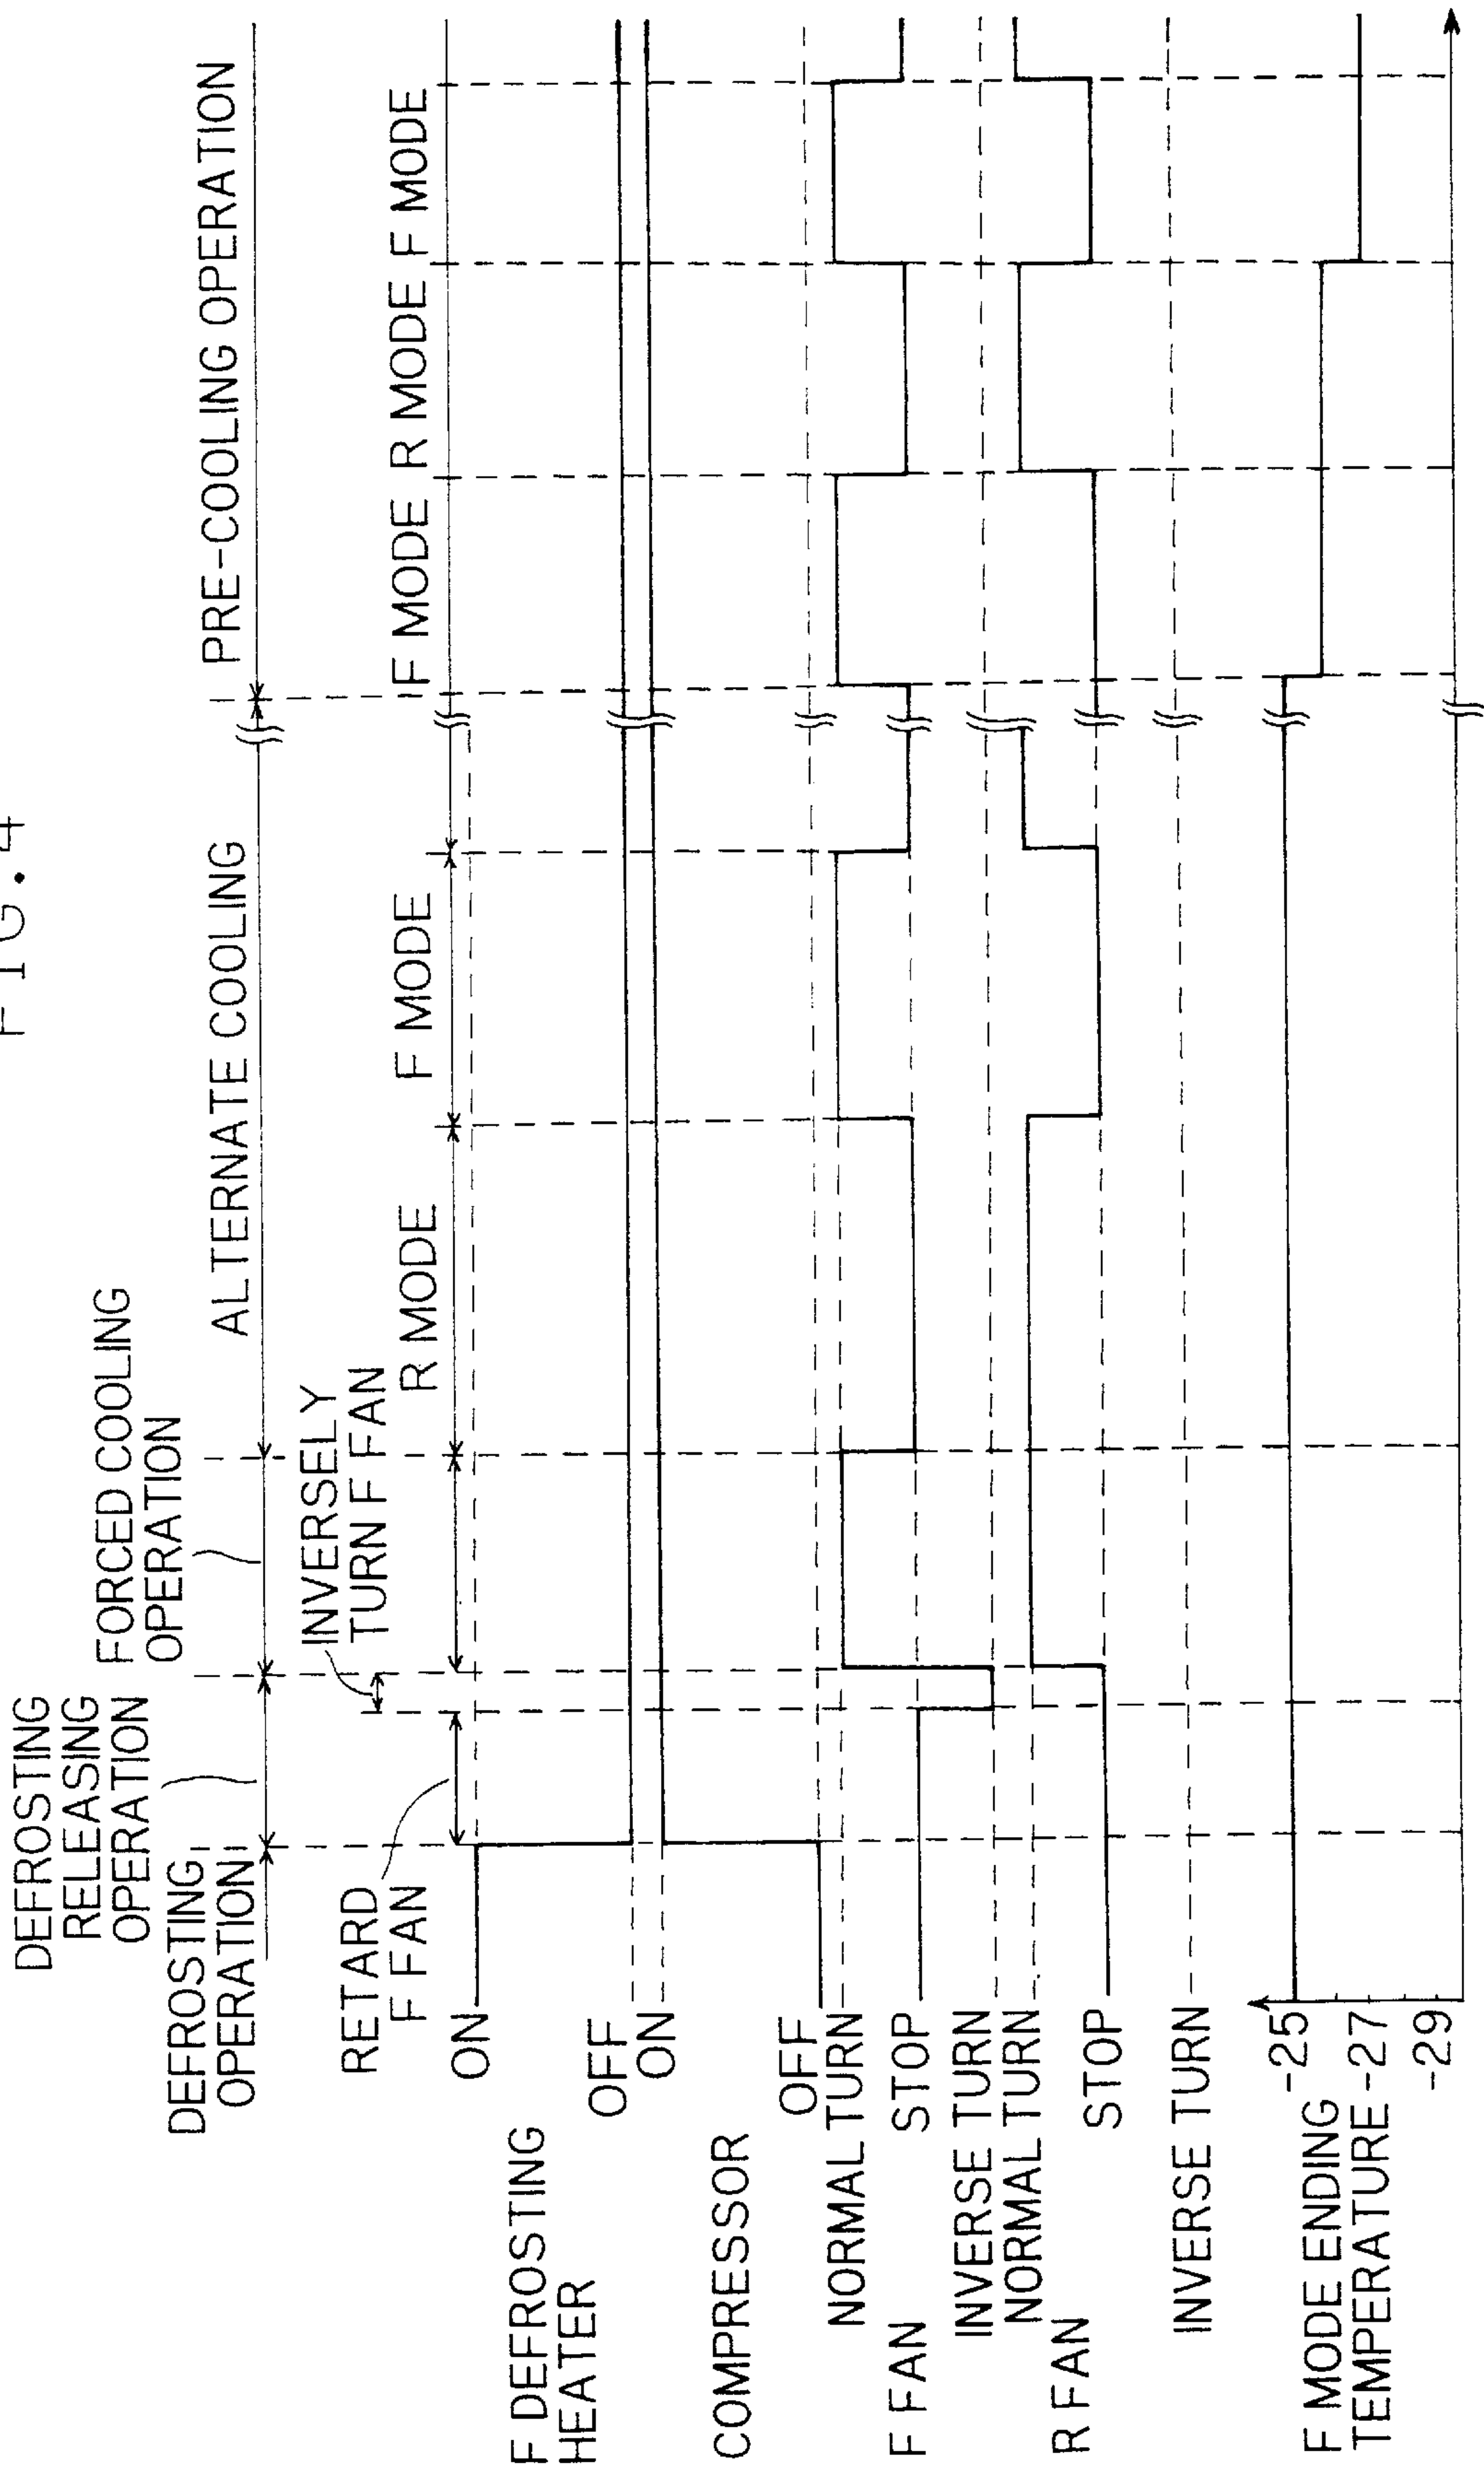 FIG. 4
DEFROSTING
RELEASING
OPERATION
DEFROSTING
OPERATION
FORCED COOLING
OPERATION
ALTERNATE COOLING
PRE-COOLING OPERATION
RETARD
F FAN
INVERSELY
TURN F FAN
R MODE
F MODE
F MODE R MODE F MODE
F DEFROSTING
HEATER
ON
OFF
COMPRESSOR
ON
OFF
F FAN
NORMAL TURN
STOP
INVERSE TURN
R FAN
NORMAL TURN
STOP
INVERSE TURN
F MODE ENDING
TEMPERATURE
-25
-27
-29